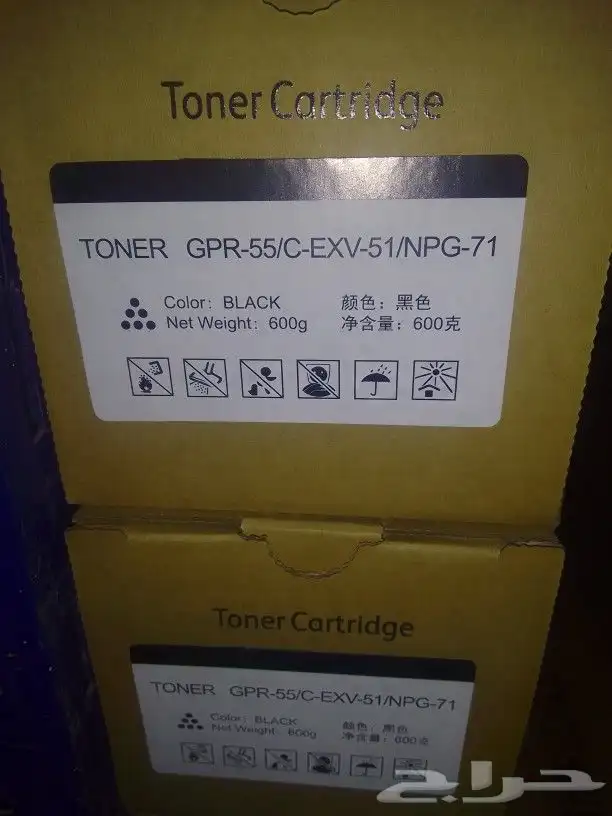 Toner Cartridge
TONER GPR-55/C-EXV-51/NPG-71
Color: BLACK 颜色：黑色
Net Weight: 600g 净含量：600克
Toner Cartridge
TONER GPR-55/C-EXV-51/NPG-71
Color: BLACK 颜色：黑色
Net Weight: 600g 净含量：600克
حراج